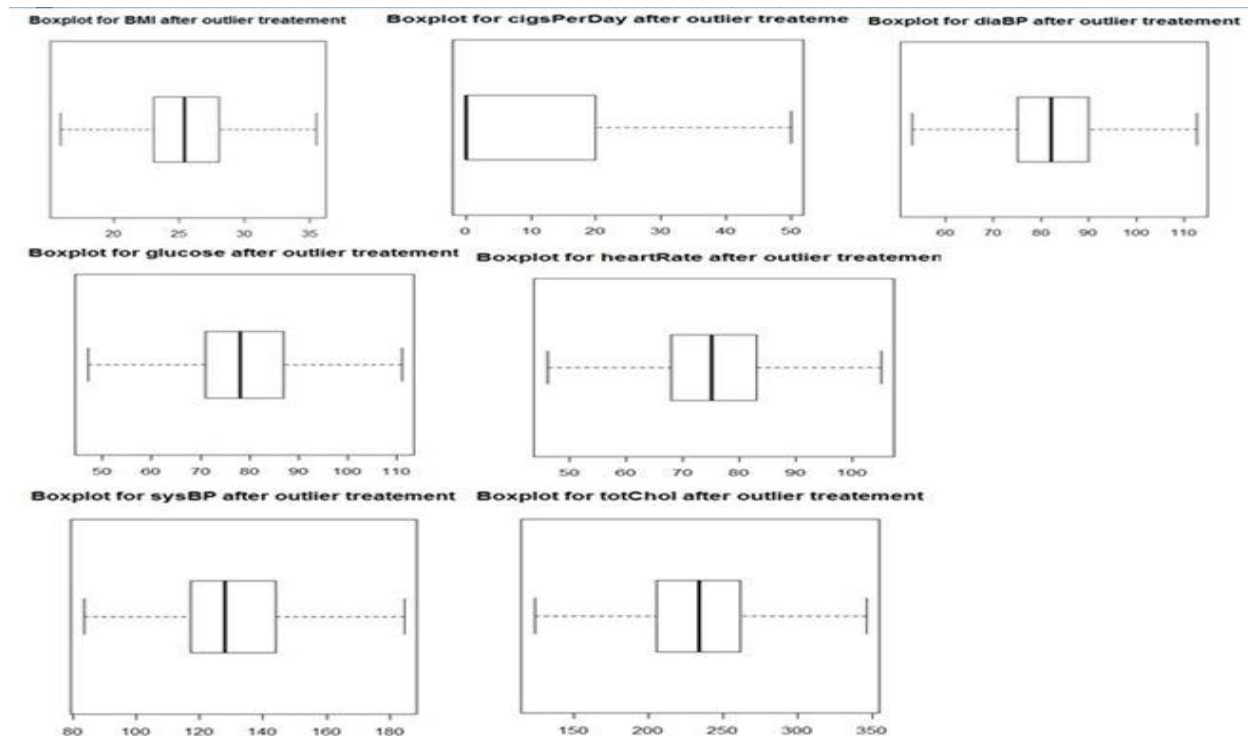 Boxplot for BMI after outlier treatement
20 25 30 35
Boxplot for cigsPerDay after outlier treateme
0 10 20 30 40 50
Boxplot for diaBP after outlier treatement
60 70 80 90 100 110
Boxplot for glucose after outlier treatement
50 60 70 80 90 100 110
Boxplot for heartRate after outlier treatemen
50 60 70 80 90 100
Boxplot for sysBP after outlier treatement
80 100 120 140 160 180
Boxplot for totChol after outlier treatement
150 200 250 300 350